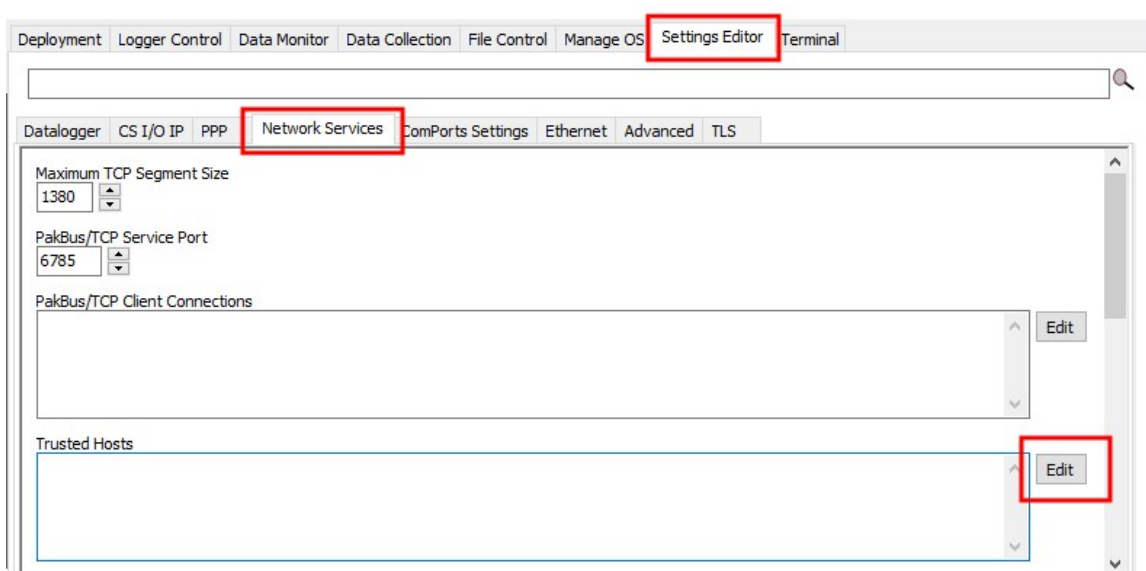 Deployment Logger Control Data Monitor Data Collection File Control Manage OS Settings Editor Terminal
Datalogger CS I/O IP PPP Network Services ComPorts Settings Ethernet Advanced TLS
Maximum TCP Segment Size
1380
PakBus/TCP Service Port
6785
PakBus/TCP Client Connections
Edit
Trusted Hosts
Edit